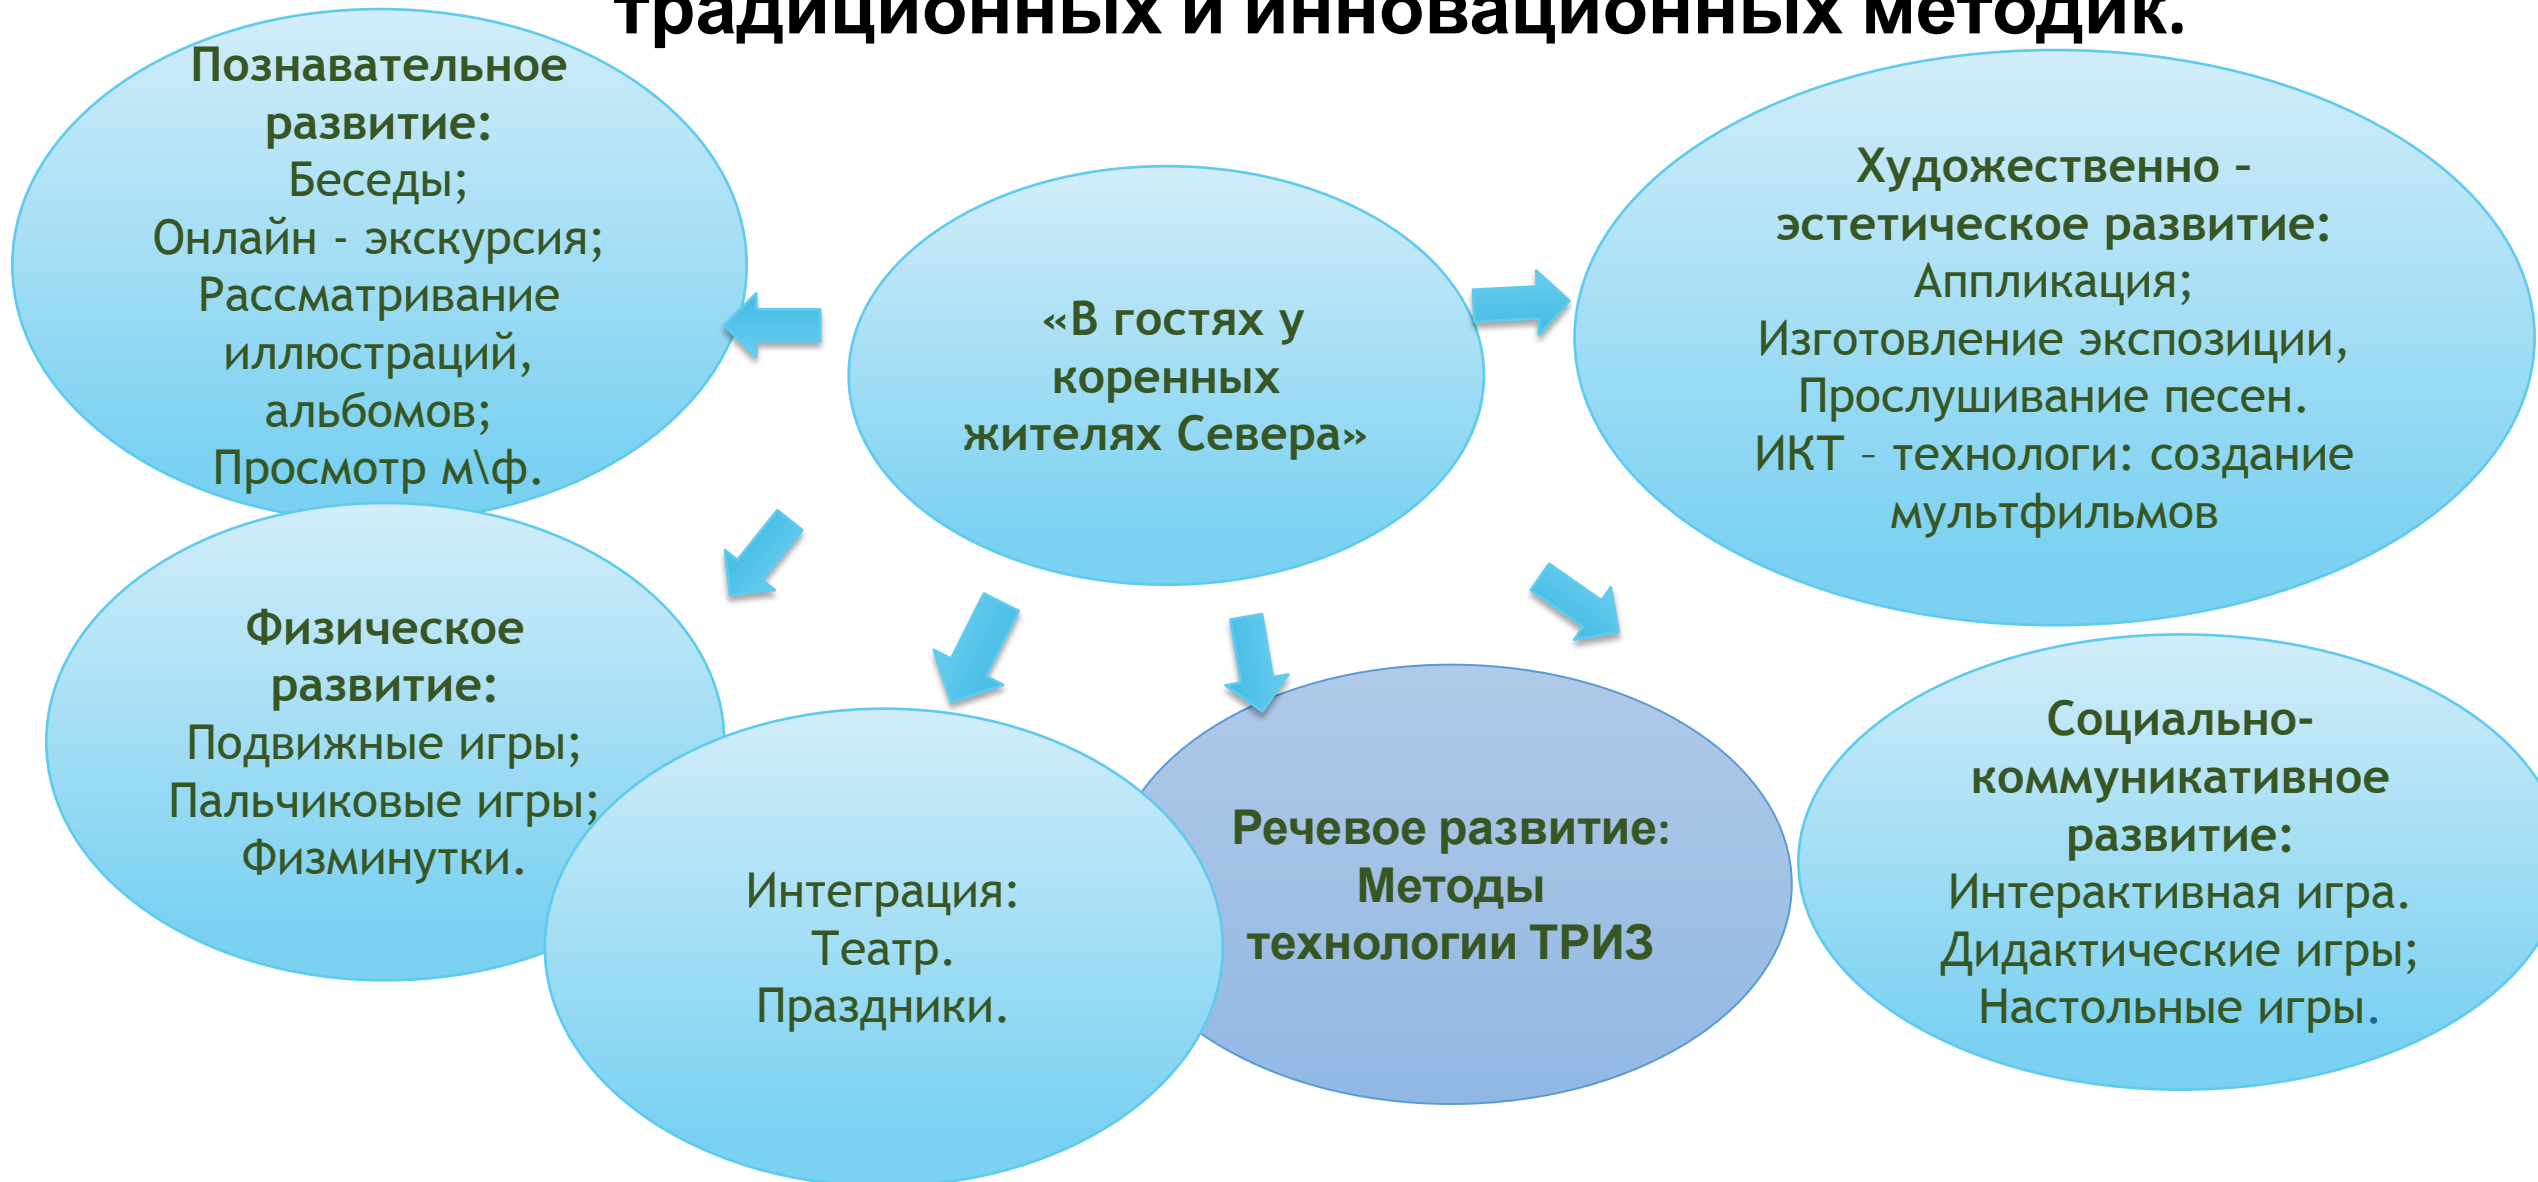 традиционных и инновационных методик.
Познавательное
развитие:
Беседы;
Онлайн - экскурсия;
Рассматривание
иллюстраций,
альбомов;
Просмотр м\ф.
«В гостях у
коренных
жителях Севера»
Художественно –
эстетическое развитие:
Аппликация;
Изготовление экспозиции,
Прослушивание песен.
ИКТ – технологи: создание
мультфильмов
Физическое
развитие:
Подвижные игры;
Пальчиковые игры;
Физминутки.
Интеграция:
Театр.
Праздники.
Речевое развитие:
Методы
технологии ТРИЗ
Социально-
коммуникативное
развитие:
Интерактивная игра.
Дидактические игры;
Настольные игры.